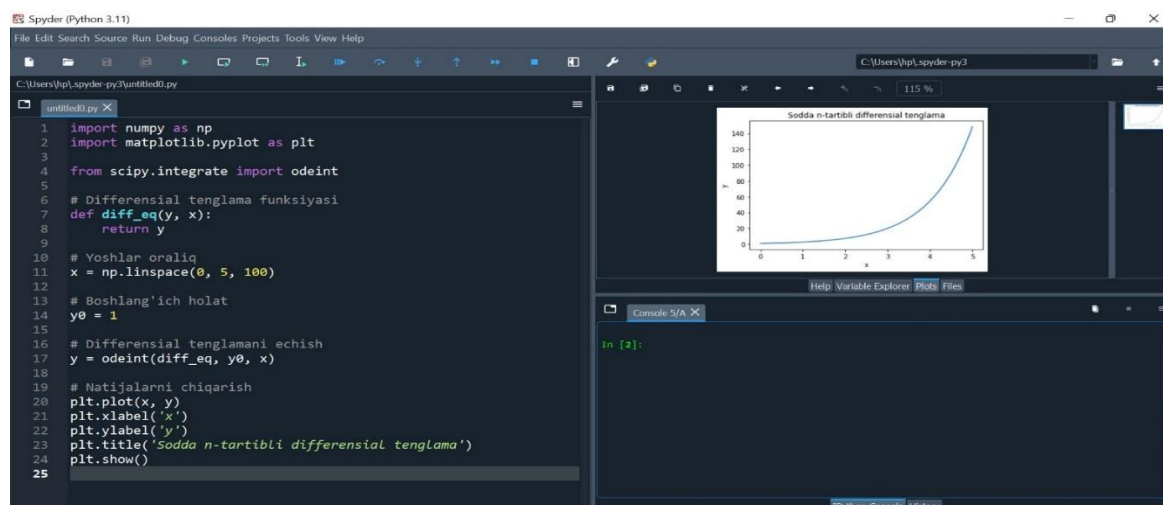 Spyder (Python 3.11)
File Edit Search Source Run Debug Consoles Projects Tools View Help
C:\Users\hp\.spyder-py3
C:\Users\hp\.spyder-py3\untitled0.py
untitled0.py
1 import numpy as np
2 import matplotlib.pyplot as plt
3
4 from scipy.integrate import odeint
5
6 # Differensial tenglama funksiyasi
7 def diff_eq(y, x):
8     return y
9
10 # Yoshlar oraliq
11 x = np.linspace(0, 5, 100)
12
13 # Boshlang'ich holat
14 y0 = 1
15
16 # Differensial tenglamani echish
17 y = odeint(diff_eq, y0, x)
18
19 # Natijalarni chiqarish
20 plt.plot(x, y)
21 plt.xlabel('x')
22 plt.ylabel('y')
23 plt.title('Sodda n-tartibli differensial tenglama')
24 plt.show()
25
115 %
Sodda n-tartibli differensial tenglama
140
120
100
80
60
40
20
0
y
0 1 2 3 4 5
x
Help Variable Explorer Plots Files
Console 5/A
In [2]: